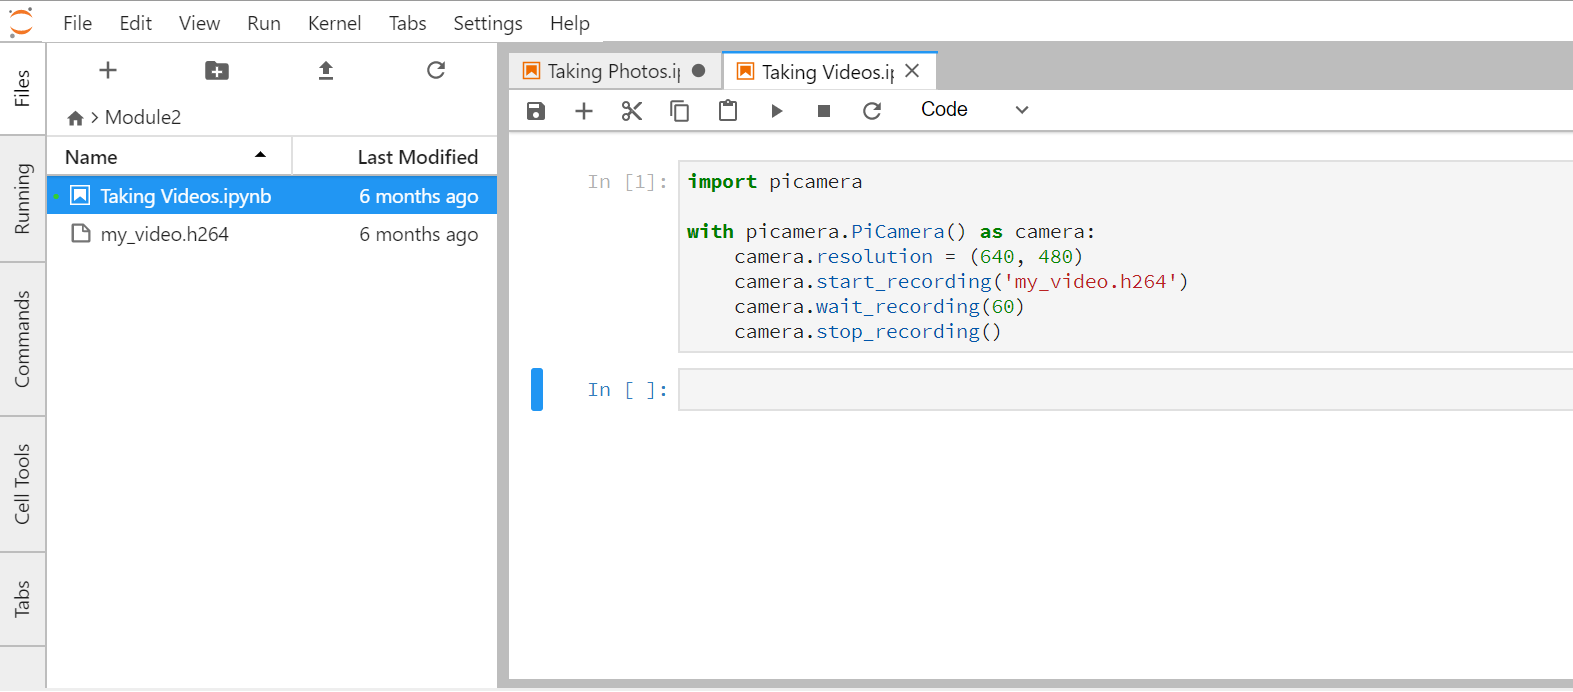 File Edit View Run Kernel Tabs Settings Help
Files
Running
Commands
Cell Tools
Tabs
Module2
Name Last Modified
Taking Videos.ipynb 6 months ago
my_video.h264 6 months ago
Taking Photos.ip Taking Videos.ip
Code
In [1]: import picamera
with picamera.PiCamera() as camera:
camera.resolution = (640, 480)
camera.start_recording('my_video.h264')
camera.wait_recording(60)
camera.stop_recording()
In [ ]: